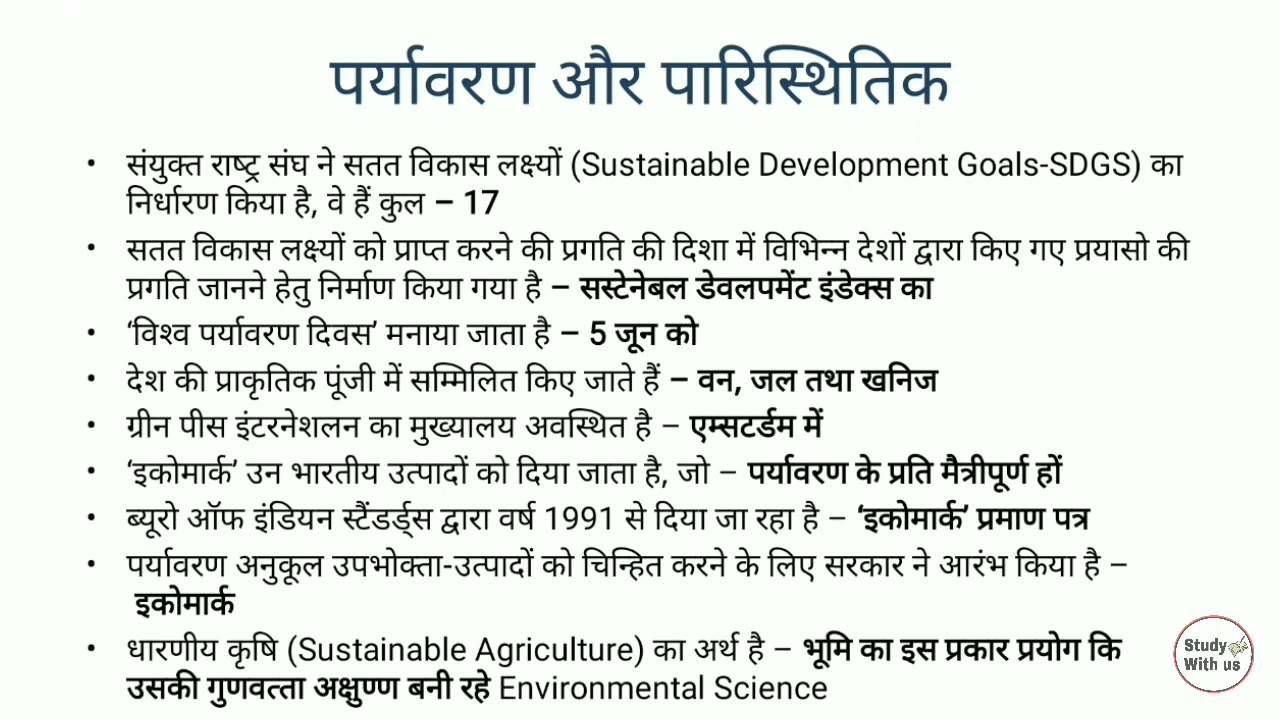 पर्यावरण और पारिस्थितिक
• संयुक्त राष्ट्र संघ ने सतत विकास लक्ष्यों (Sustainable Development Goals-SDGS) का
निर्धारण किया है, वे हैं कुल – 17
• सतत विकास लक्ष्यों को प्राप्त करने की प्रगति की दिशा में विभिन्न देशों द्वारा किए गए प्रयासो की
प्रगति जानने हेतु निर्माण किया गया है – सस्टेनेबल डेवलपमेंट इंडेक्स का
• ‘विश्व पर्यावरण दिवस’ मनाया जाता है – 5 जून को
• देश की प्राकृतिक पूंजी में सम्मिलित किए जाते हैं – वन, जल तथा खनिज
• ग्रीन पीस इंटरनेशलन का मुख्यालय अवस्थित है – एम्सटर्डम में
• ‘इकोमार्क’ उन भारतीय उत्पादों को दिया जाता है, जो – पर्यावरण के प्रति मैत्रीपूर्ण हों
• ब्यूरो ऑफ इंडियन स्टैंडर्ड्स द्वारा वर्ष 1991 से दिया जा रहा है – ‘इकोमार्क’ प्रमाण पत्र
• पर्यावरण अनुकूल उपभोक्ता-उत्पादों को चिन्हित करने के लिए सरकार ने आरंभ किया है –
इकोमार्क
• धारणीय कृषि (Sustainable Agriculture) का अर्थ है – भूमि का इस प्रकार प्रयोग कि
उसकी गुणवत्ता अक्षुण्ण बनी रहे Environmental Science
Study
With us